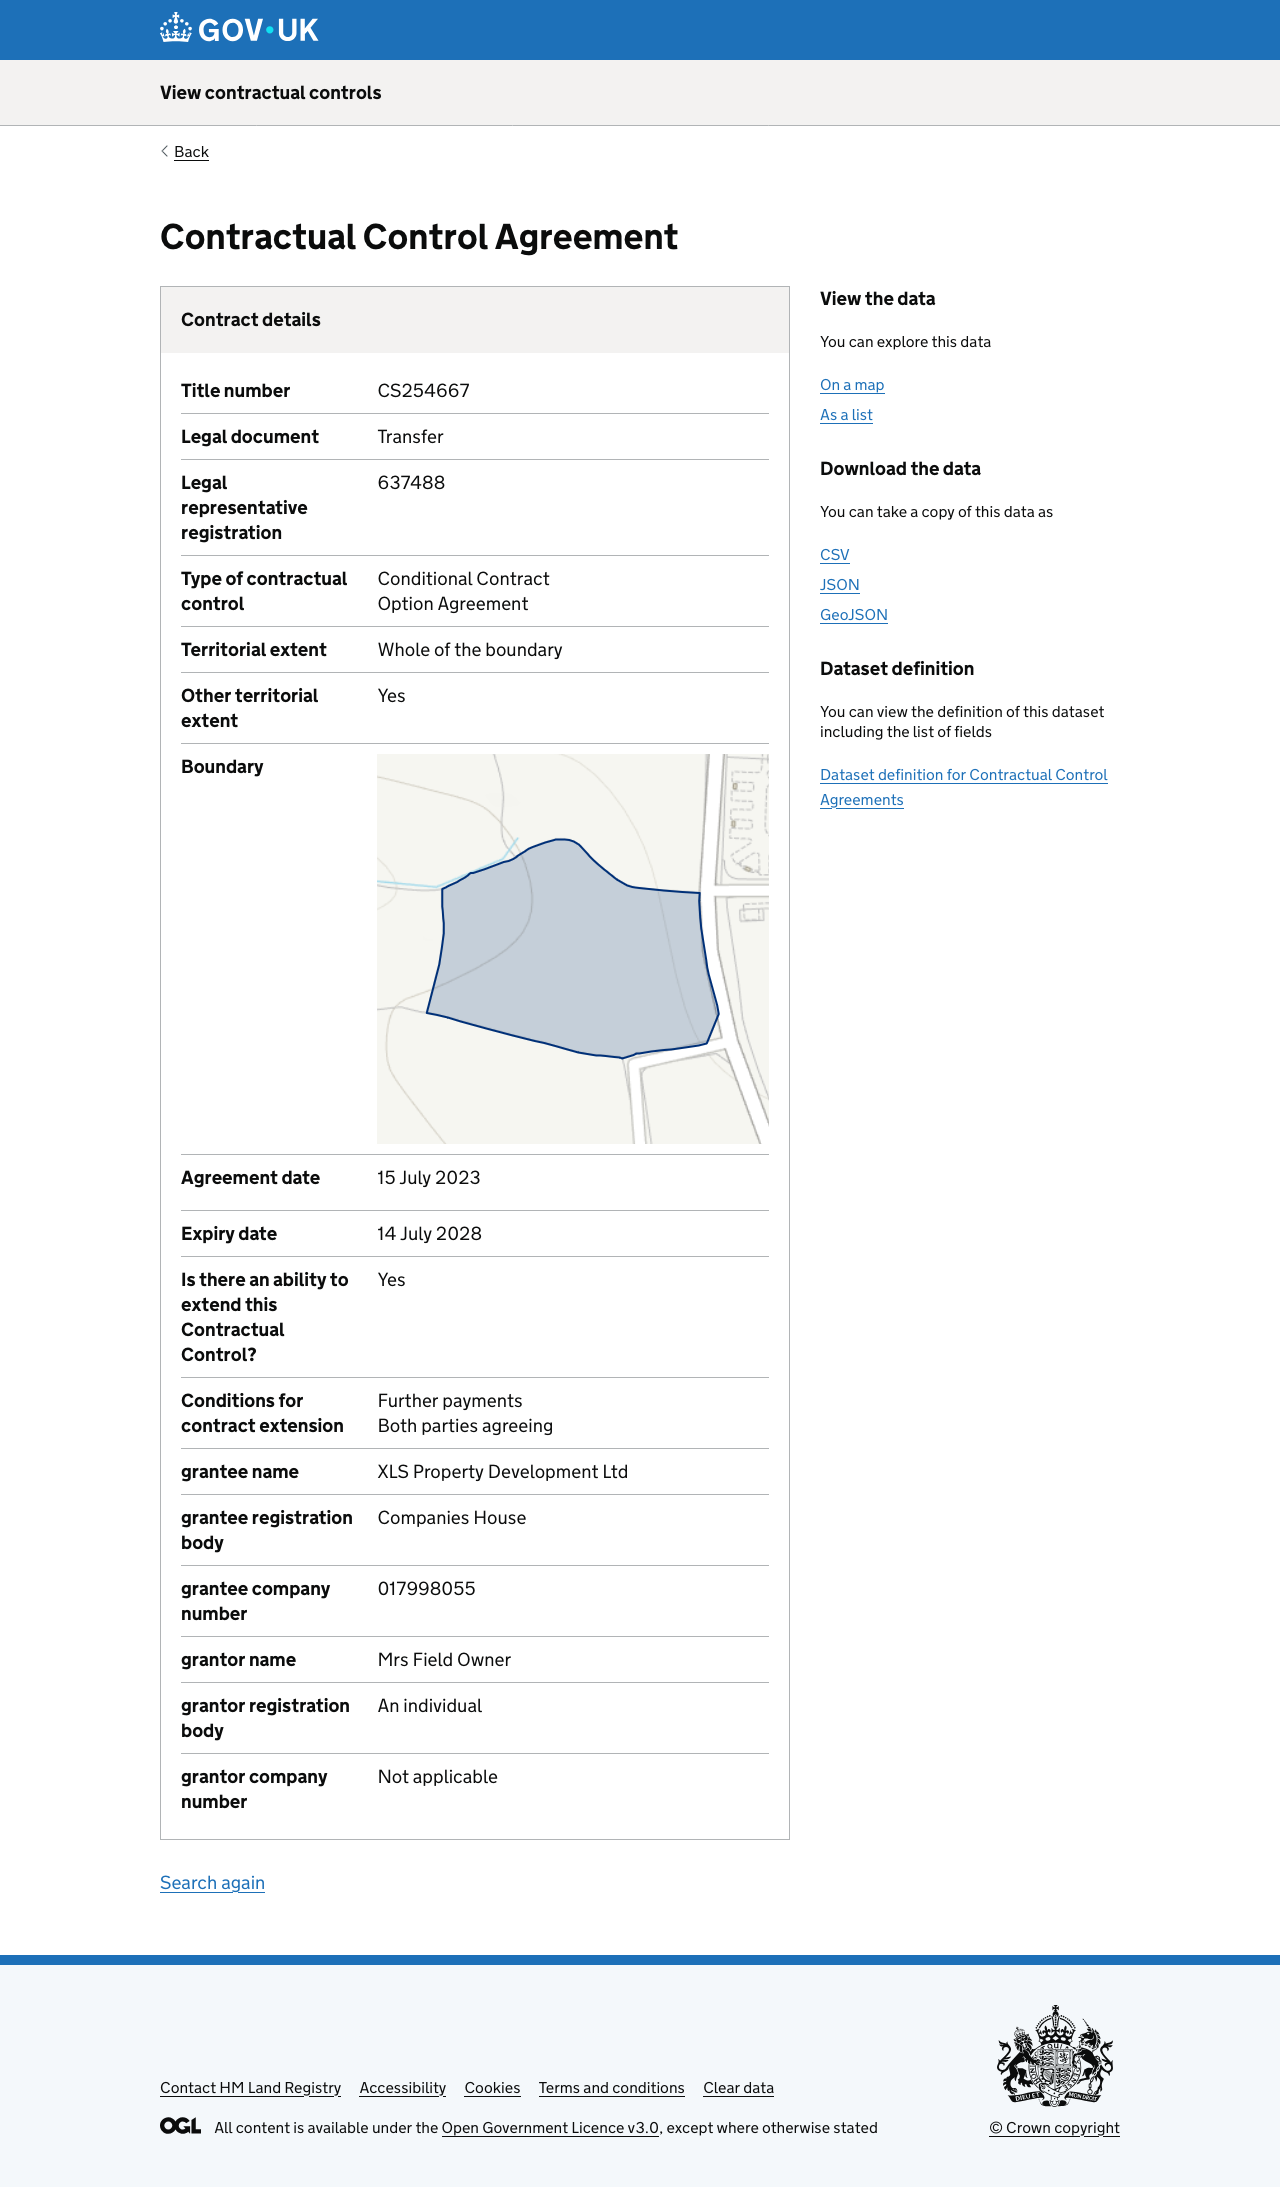 GOV·UK
View contractual controls
Back
Contractual Control Agreement
Contract details
Title number CS254667
Legal document Transfer
Legal 637488
representative
registration
Type of contractual Conditional Contract
control Option Agreement
Territorial extent Whole of the boundary
Other territorial Yes
extent
Boundary
Agreement date 15 July 2023
Expiry date 14 July 2028
Is there an ability to Yes
extend this
Contractual
Control?
Conditions for Further payments
contract extension Both parties agreeing
grantee name XLS Property Development Ltd
grantee registration Companies House
body
grantee company 017998055
number
grantor name Mrs Field Owner
grantor registration An individual
body
grantor company Not applicable
number
Search again
View the data
You can explore this data
On a map
As a list
Download the data
You can take a copy of this data as
CSV
JSON
GeoJSON
Dataset definition
You can view the definition of this dataset
including the list of fields
Dataset definition for Contractual Control
Agreements
Contact HM Land Registry Accessibility Cookies Terms and conditions Clear data
OGL All content is available under the Open Government Licence v3.0, except where otherwise stated
© Crown copyright